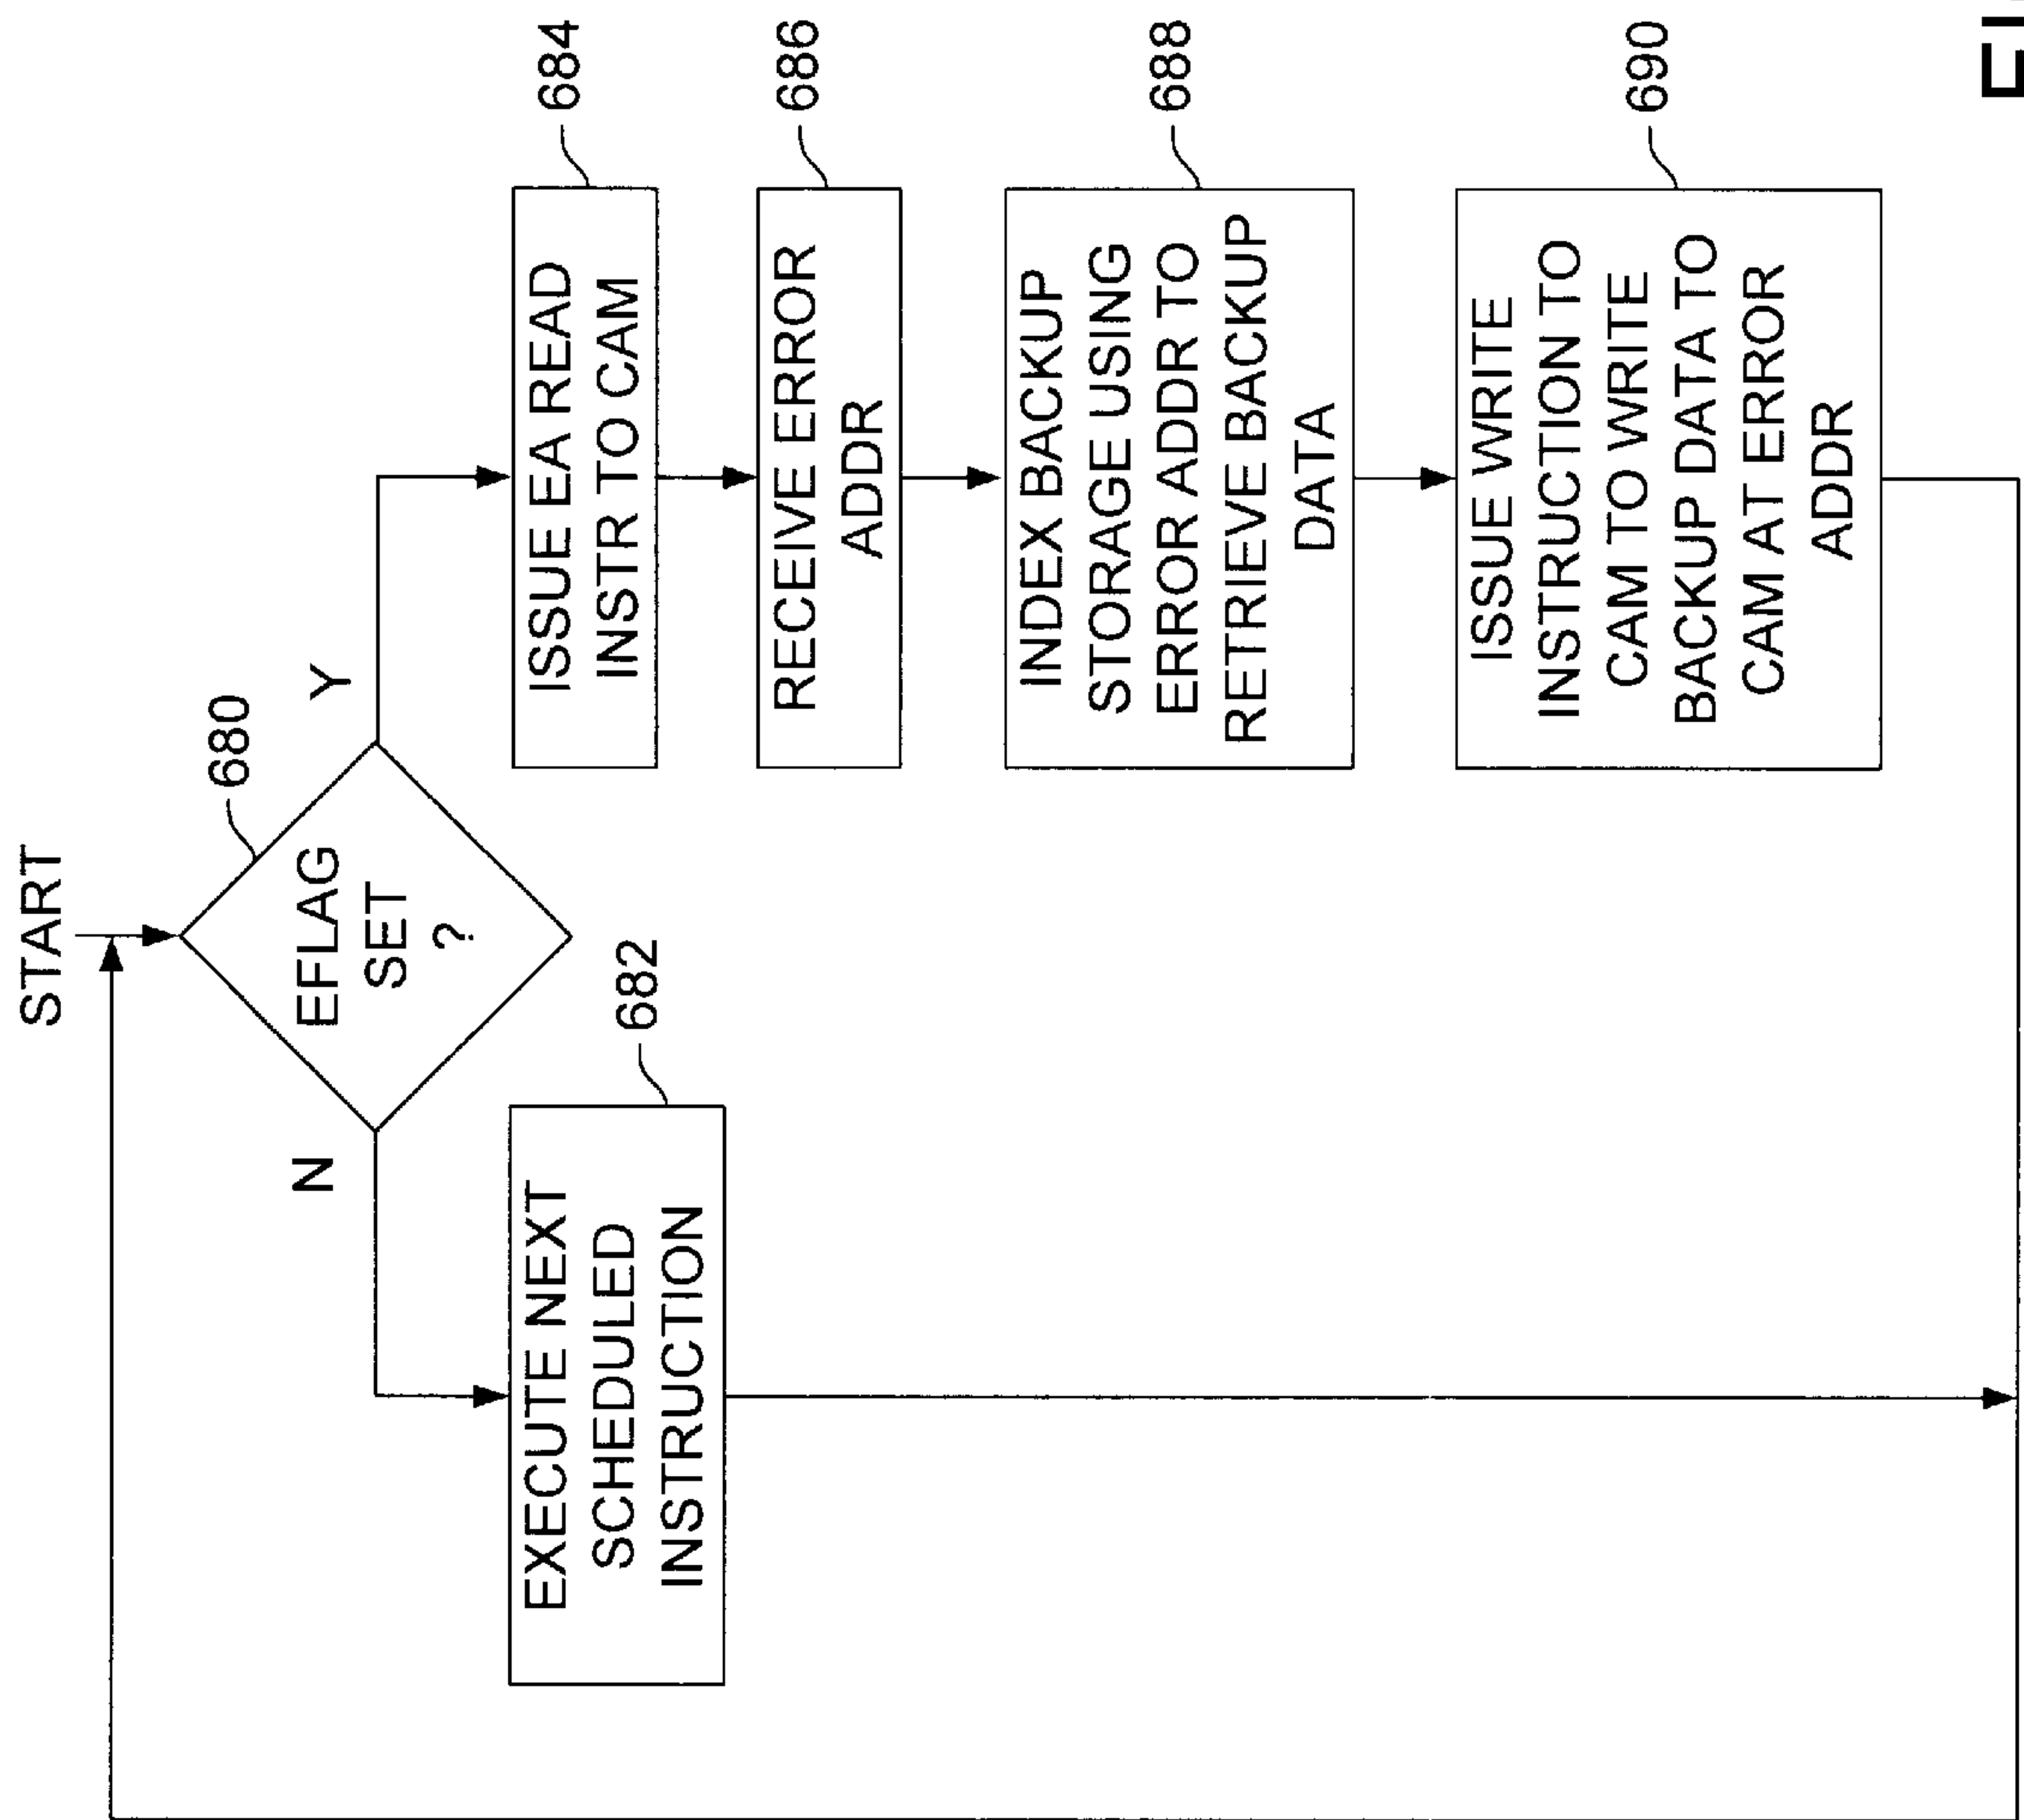 START
680
EFLAG
SET
?
Y
N
682
EXECUTE NEXT
SCHEDULED
INSTRUCTION
684
ISSUE EA READ
INSTR TO CAM
686
RECEIVE ERROR
ADDR
688
INDEX BACKUP
STORAGE USING
ERROR ADDR TO
RETRIEVE BACKUP
DATA
690
ISSUE WRITE
INSTRUCTION TO
CAM TO WRITE
BACKUP DATA TO
CAM AT ERROR
ADDR